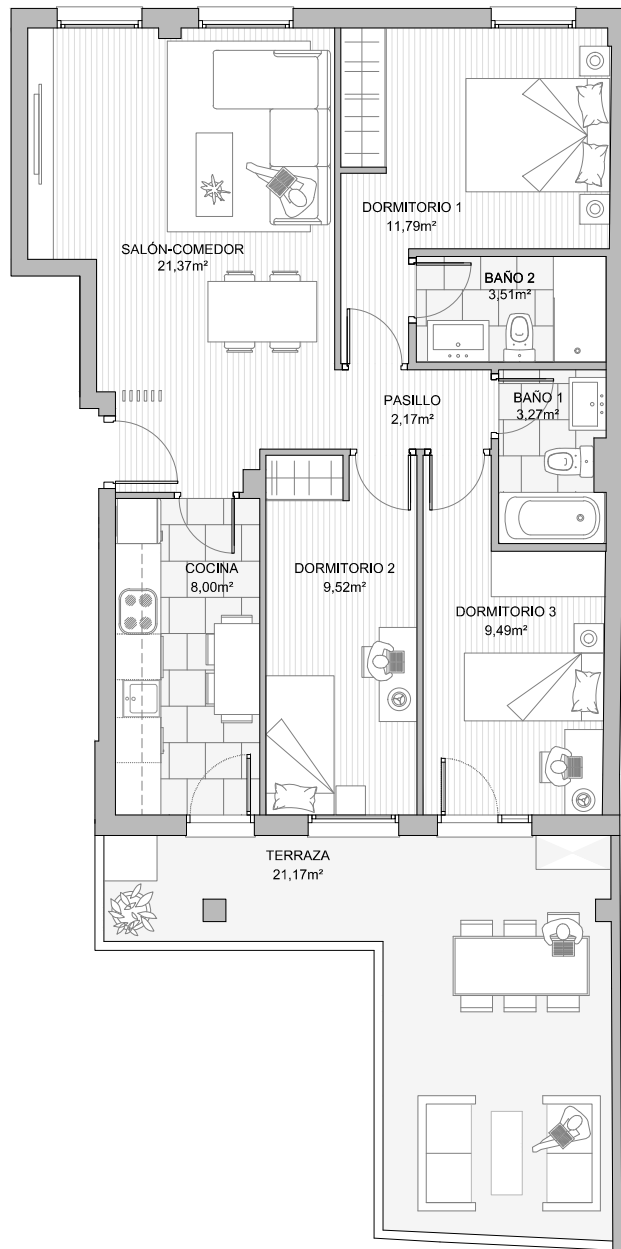 DORMITORIO 1
11,79m²
SALÓN-COMEDOR
21,37m²
BAÑO 2
3,51m²
PASILLO
2,17m²
BAÑO 1
3,27m²
COCINA
8,00m²
DORMITORIO 2
9,52m²
DORMITORIO 3
9,49m²
TERRAZA
21,17m²